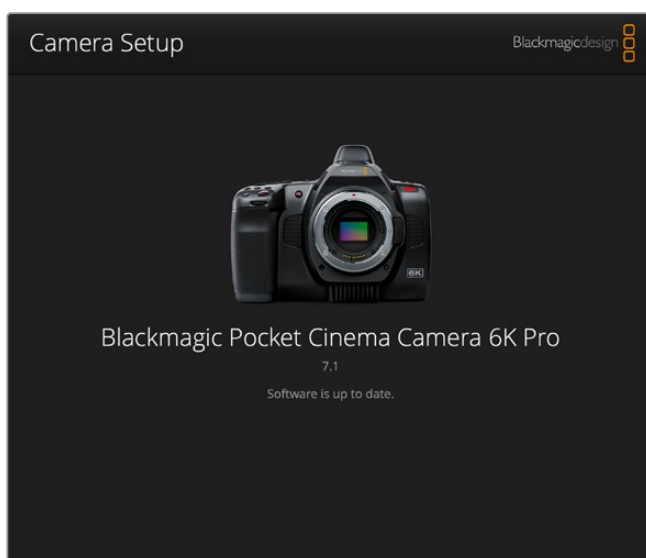 Camera Setup
Blackmagicdesign
6K
Blackmagic Pocket Cinema Camera 6K Pro
7.1
Software is up to date.